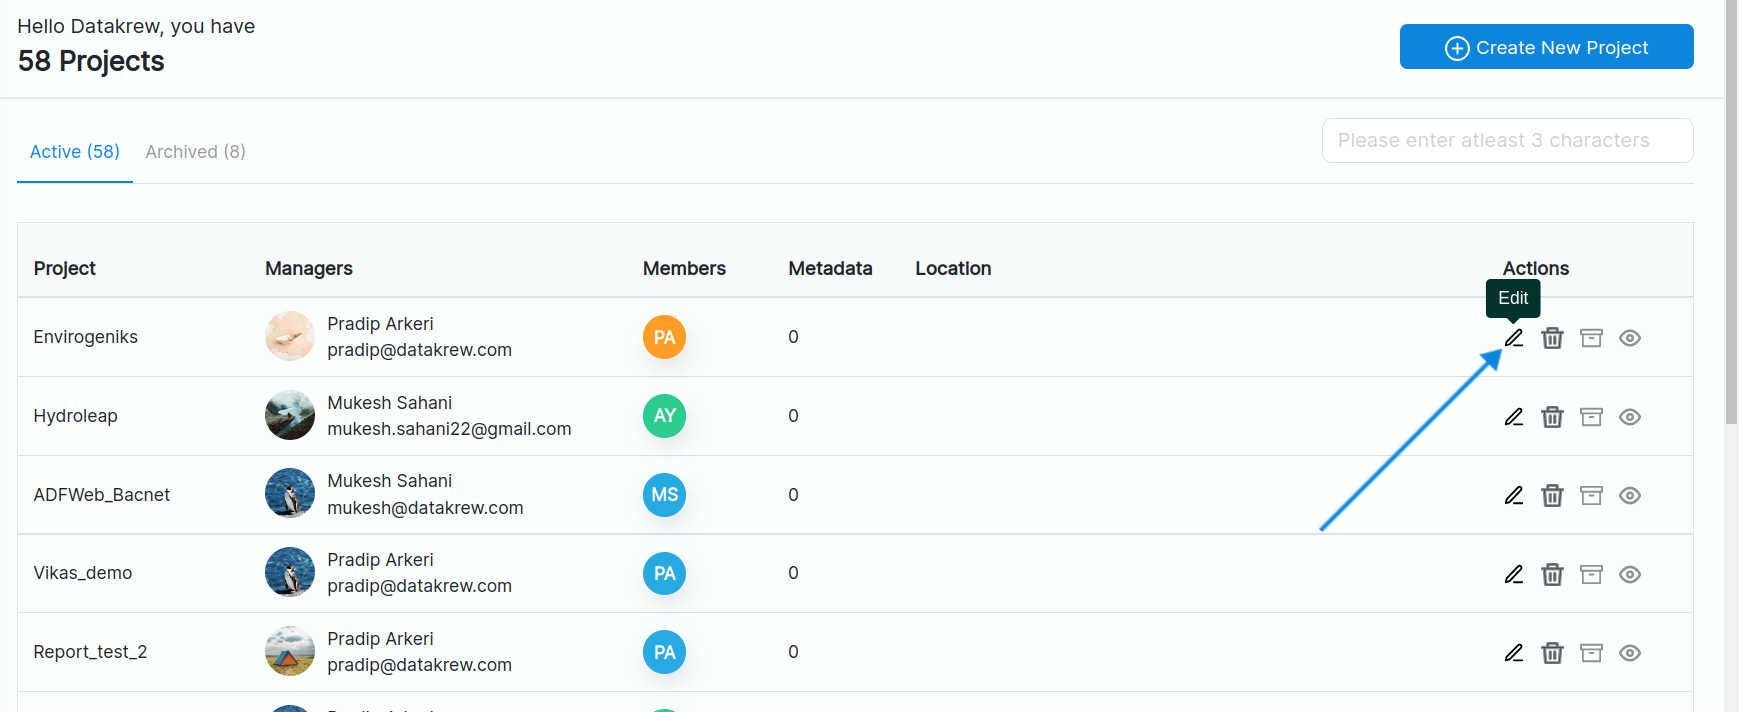 Hello Datakrew, you have
58 Projects
Create New Project
Active (58) Archived (8)
Please enter atleast 3 characters
Project Managers Members Metadata Location Actions
Edit
Envirogeniks Pradip Arkeri PA 0
pradip@datakrew.com
Hydroleap Mukesh Sahani AY 0
mukesh.sahani22@gmail.com
ADFWeb_Bacnet Mukesh Sahani MS 0
mukesh@datakrew.com
Vikas_demo Pradip Arkeri PA 0
pradip@datakrew.com
Report_test_2 Pradip Arkeri PA 0
pradip@datakrew.com